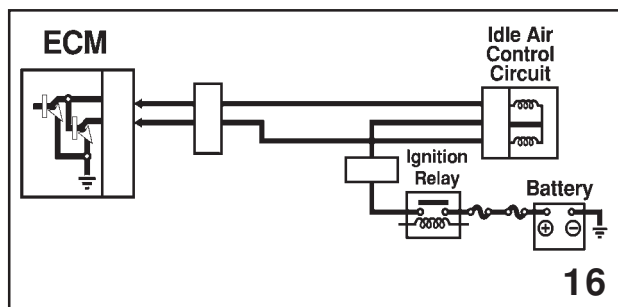 ECM
Idle Air
Control
Circuit
Ignition
Relay
Battery
+ −
16